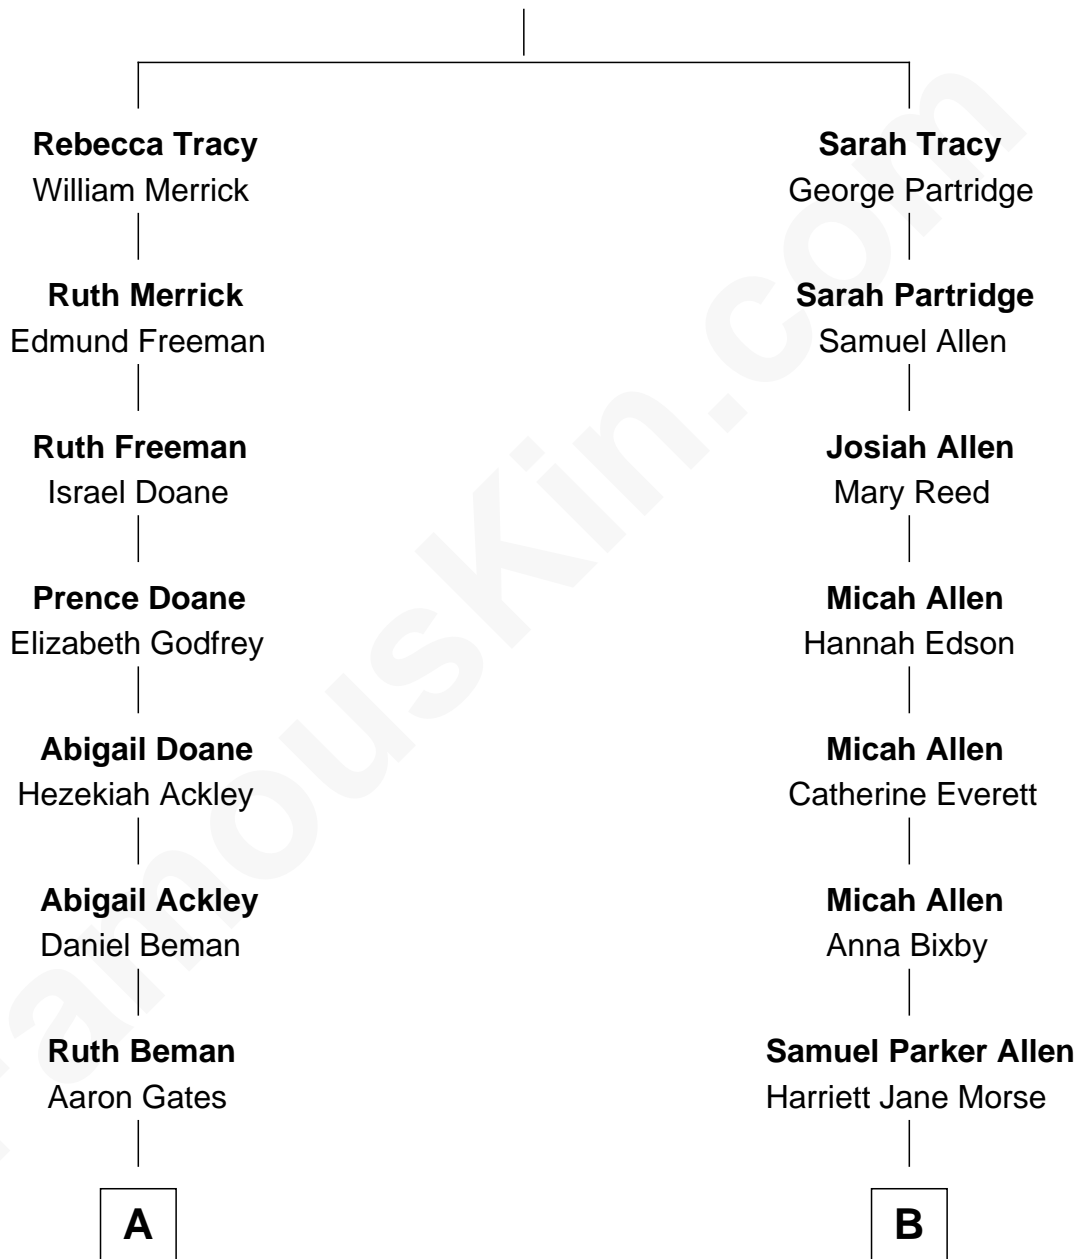 Rebecca Tracy
William Merrick
Ruth Merrick
Edmund Freeman
Ruth Freeman
Israel Doane
Prence Doane
Elizabeth Godfrey
Abigail Doane
Hezekiah Ackley
Abigail Ackley
Daniel Beman
Ruth Beman
Aaron Gates
A
Sarah Tracy
George Partridge
Sarah Partridge
Samuel Allen
Josiah Allen
Mary Reed
Micah Allen
Hannah Edson
Micah Allen
Catherine Everett
Micah Allen
Anna Bixby
Samuel Parker Allen
Harriett Jane Morse
B
FamousKin.com